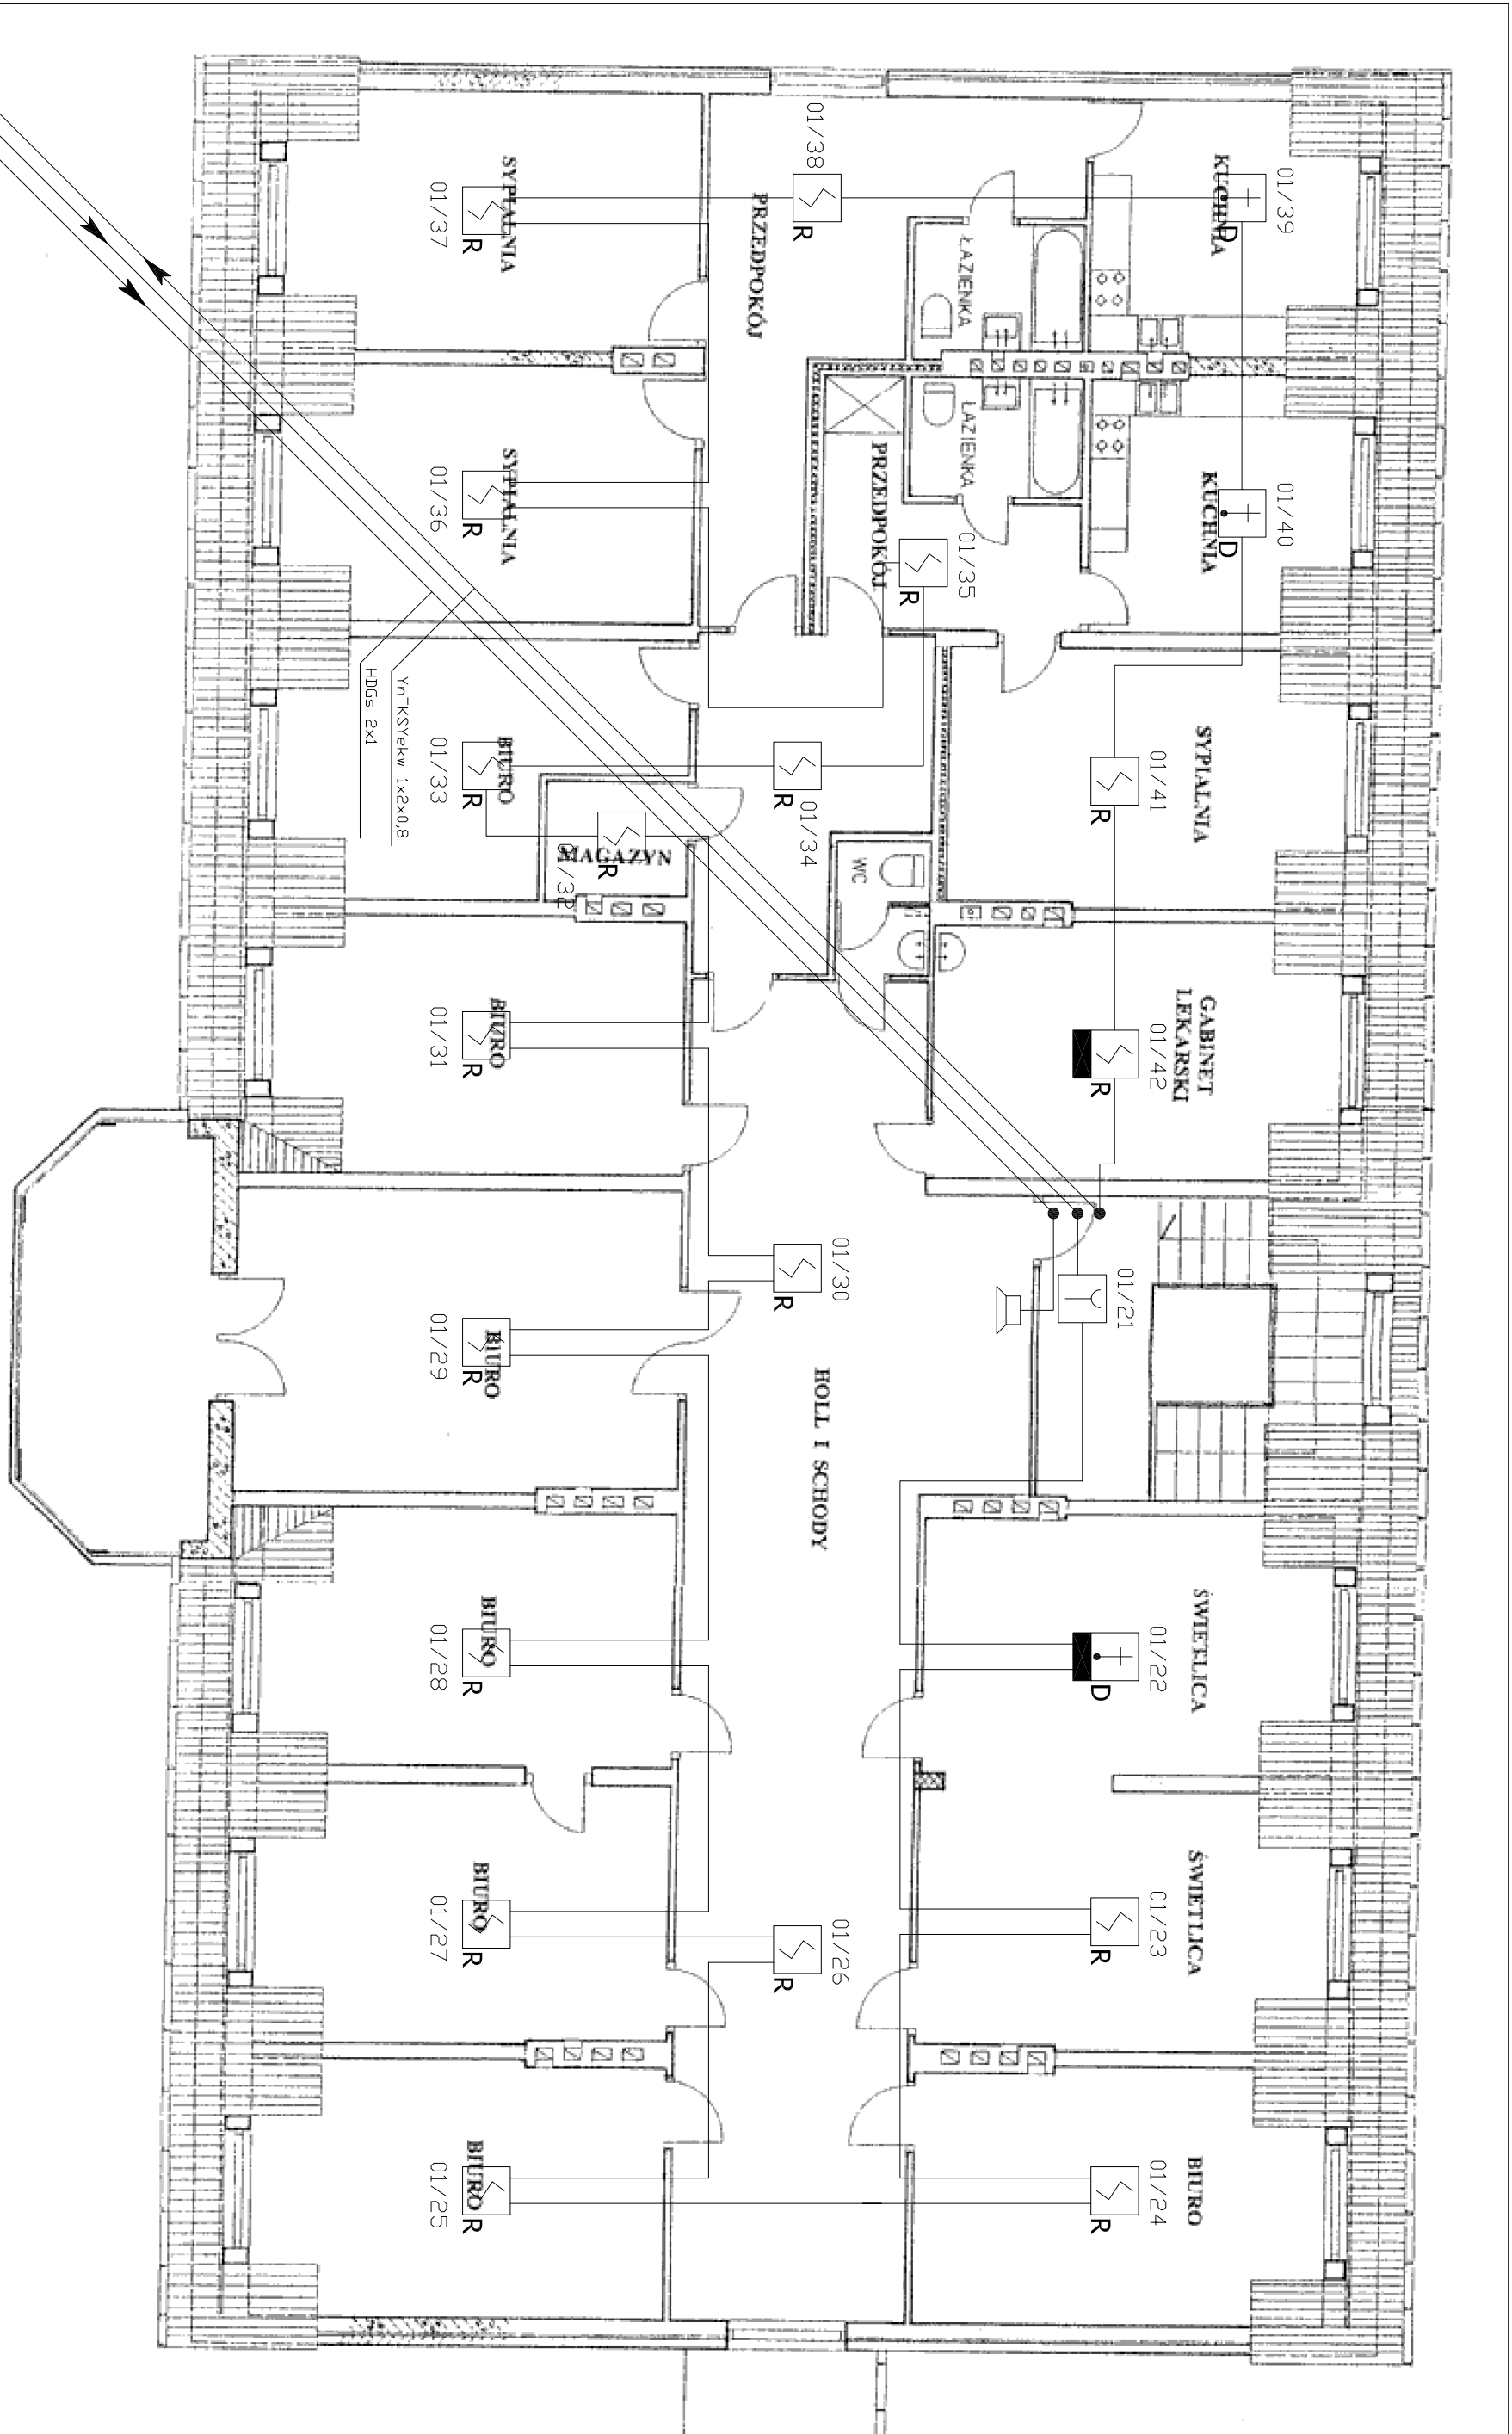 01/39
KUCHNIA
D
01/38
R
PRZEDPOKÓJ
SYPIALNIA
01/37
R
ŁAZIENKA
ŁAZIENKA
01/40
KUCHNIA
D
PRZEDPOKÓJ
01/35
R
SYPIALNIA
01/36
R
SYPIALNIA
01/41
R
01/34
R
WC
BIURO
01/33
R
MAGAZYN
R
01/32
YnTKSYekw 1x2x0,8
HDGs 2x1
GABINET
LEKARSKI
01/42
R
BIURO
01/31
R
01/21
01/30
R
HOLL I SCHODY
BIURO
01/29
R
ŚWIETLICA
01/22
D
BIURO
01/28
R
ŚWIETLICA
01/23
R
01/26
R
BIURO
01/27
R
BIURO
01/24
R
BIURO
01/25
R